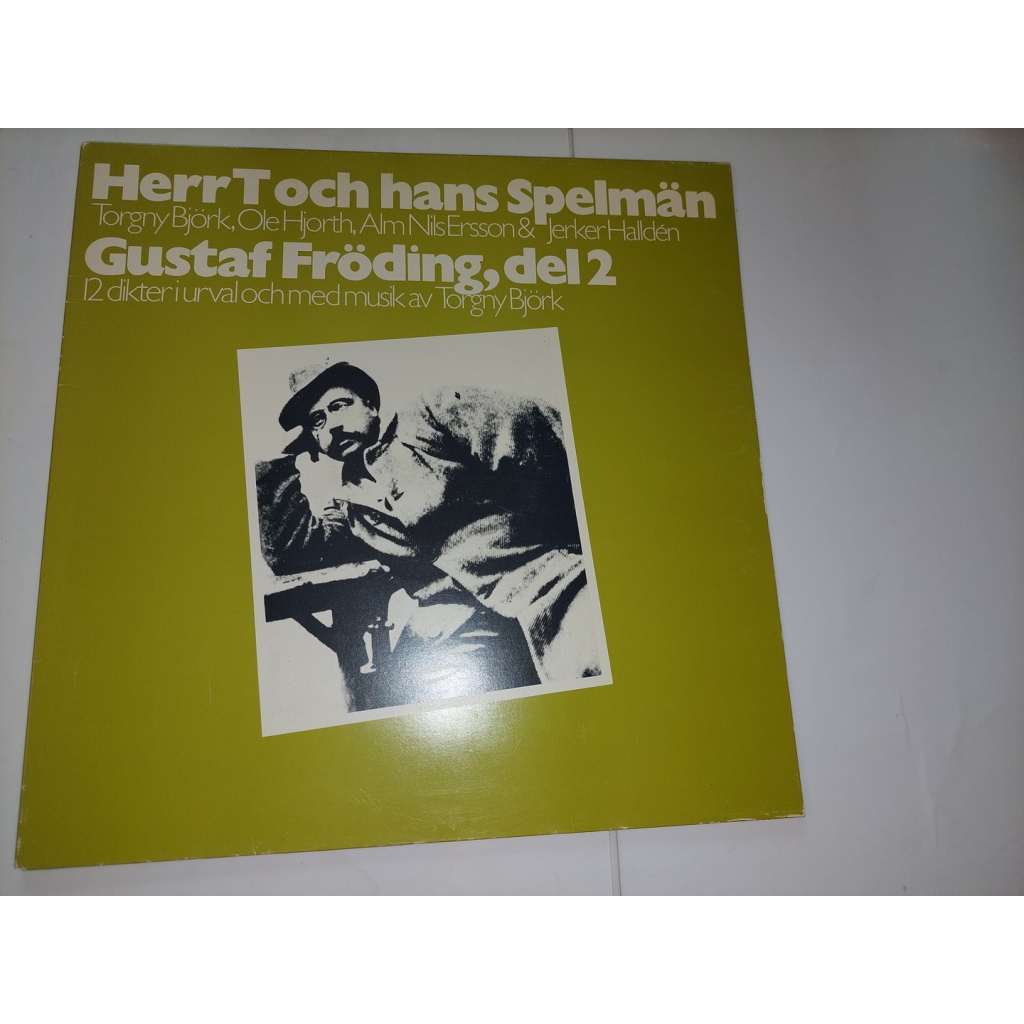 Herr T och hans Spelmän
Torgny Björk, Ole Hjorth, Alm Nils Ersson & Jerker Halldén
Gustaf Fröding, del 2
12 dikter i urval och med musik av Torgny Björk